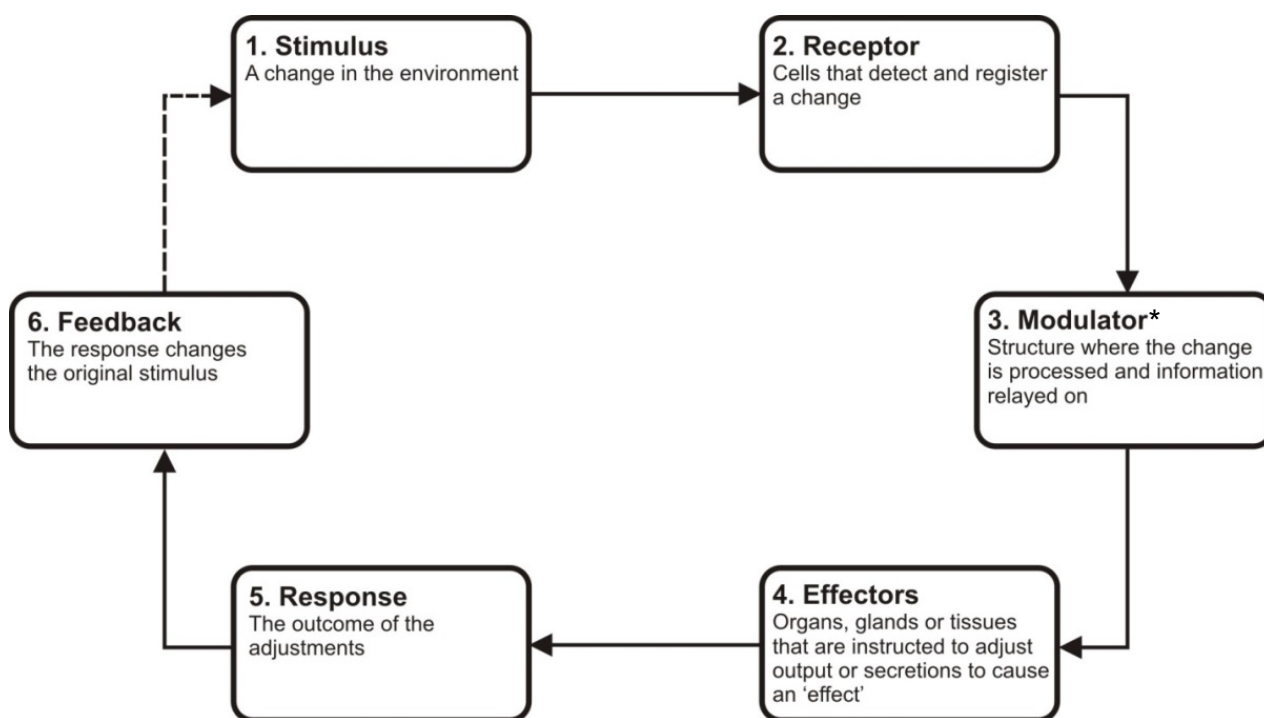 1. Stimulus
A change in the environment
2. Receptor
Cells that detect and register
a change
3. Modulator*
Structure where the change
is processed and information
relayed on
4. Effectors
Organs, glands or tissues
that are instructed to adjust
output or secretions to cause
an ‘effect’
5. Response
The outcome of the
adjustments
6. Feedback
The response changes
the original stimulus